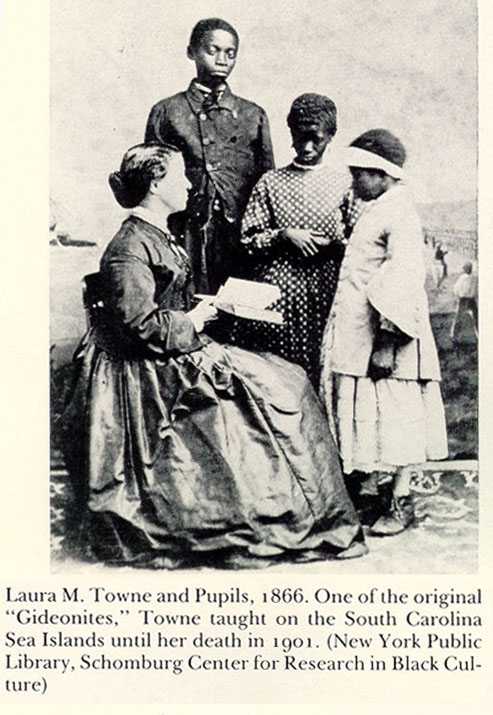 Laura M. Towne and Pupils, 1866. One of the original
“Gideonites,” Towne taught on the South Carolina
Sea Islands until her death in 1901. (New York Public
Library, Schomburg Center for Research in Black Cul-
ture)